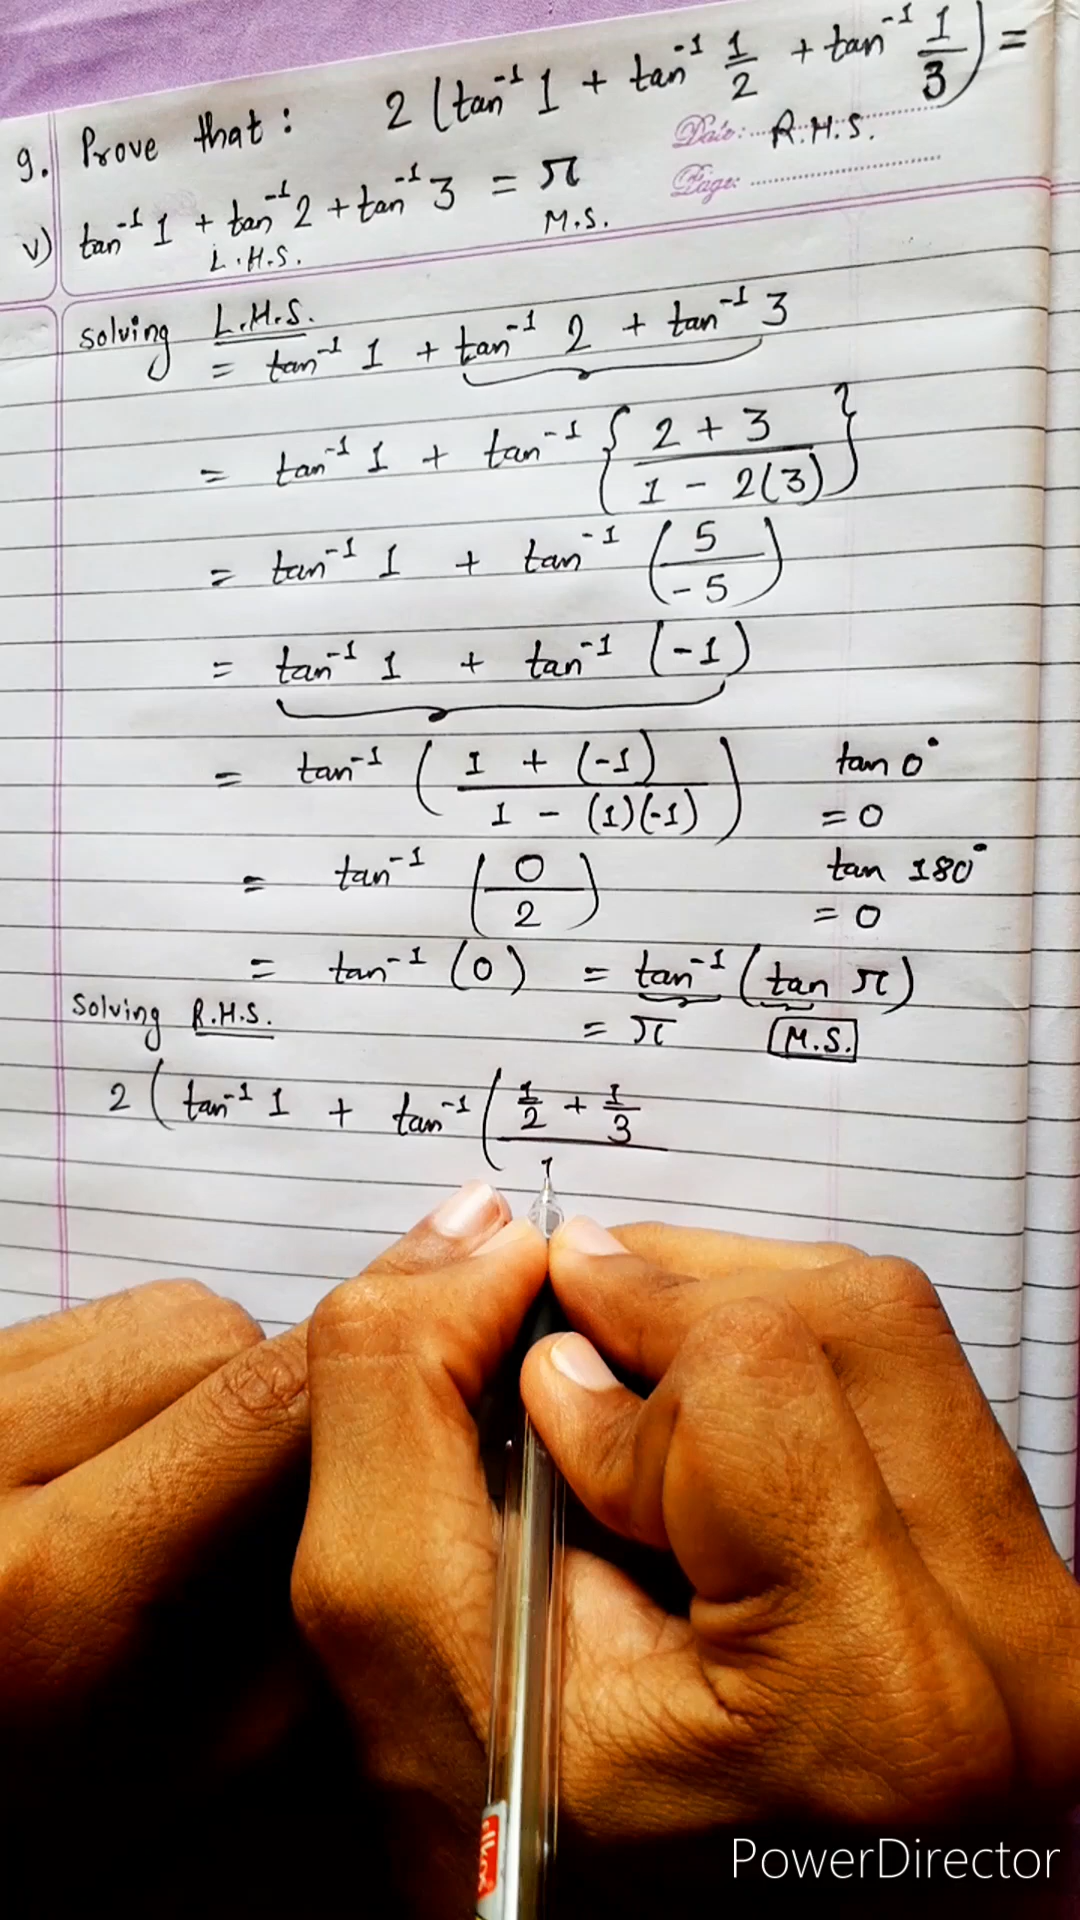 9. Prove that : 2 (tan⁻¹ 1 + tan⁻¹ 1/2 + tan⁻¹ 1/3) =
Date: R.H.S.
Page:
v) tan⁻¹ 1 + tan⁻¹ 2 + tan⁻¹ 3 = π
L.H.S. M.S.
solving L.H.S.
= tan⁻¹ 1 + tan⁻¹ 2 + tan⁻¹ 3
= tan⁻¹ 1 + tan⁻¹ { (2 + 3)/(1 - 2(3)) }
= tan⁻¹ 1 + tan⁻¹ (5/-5)
= tan⁻¹ 1 + tan⁻¹ (-1)
= tan⁻¹ ( (1 + (-1))/(1 - (1)(-1)) ) tan 0° = 0
= tan⁻¹ (0/2) tan 180° = 0
= tan⁻¹ (0) = tan⁻¹ (tan π)
= π M.S.
Solving R.H.S.
2 ( tan⁻¹ 1 + tan⁻¹ ( (1/2 + 1/3)/1
PowerDirector